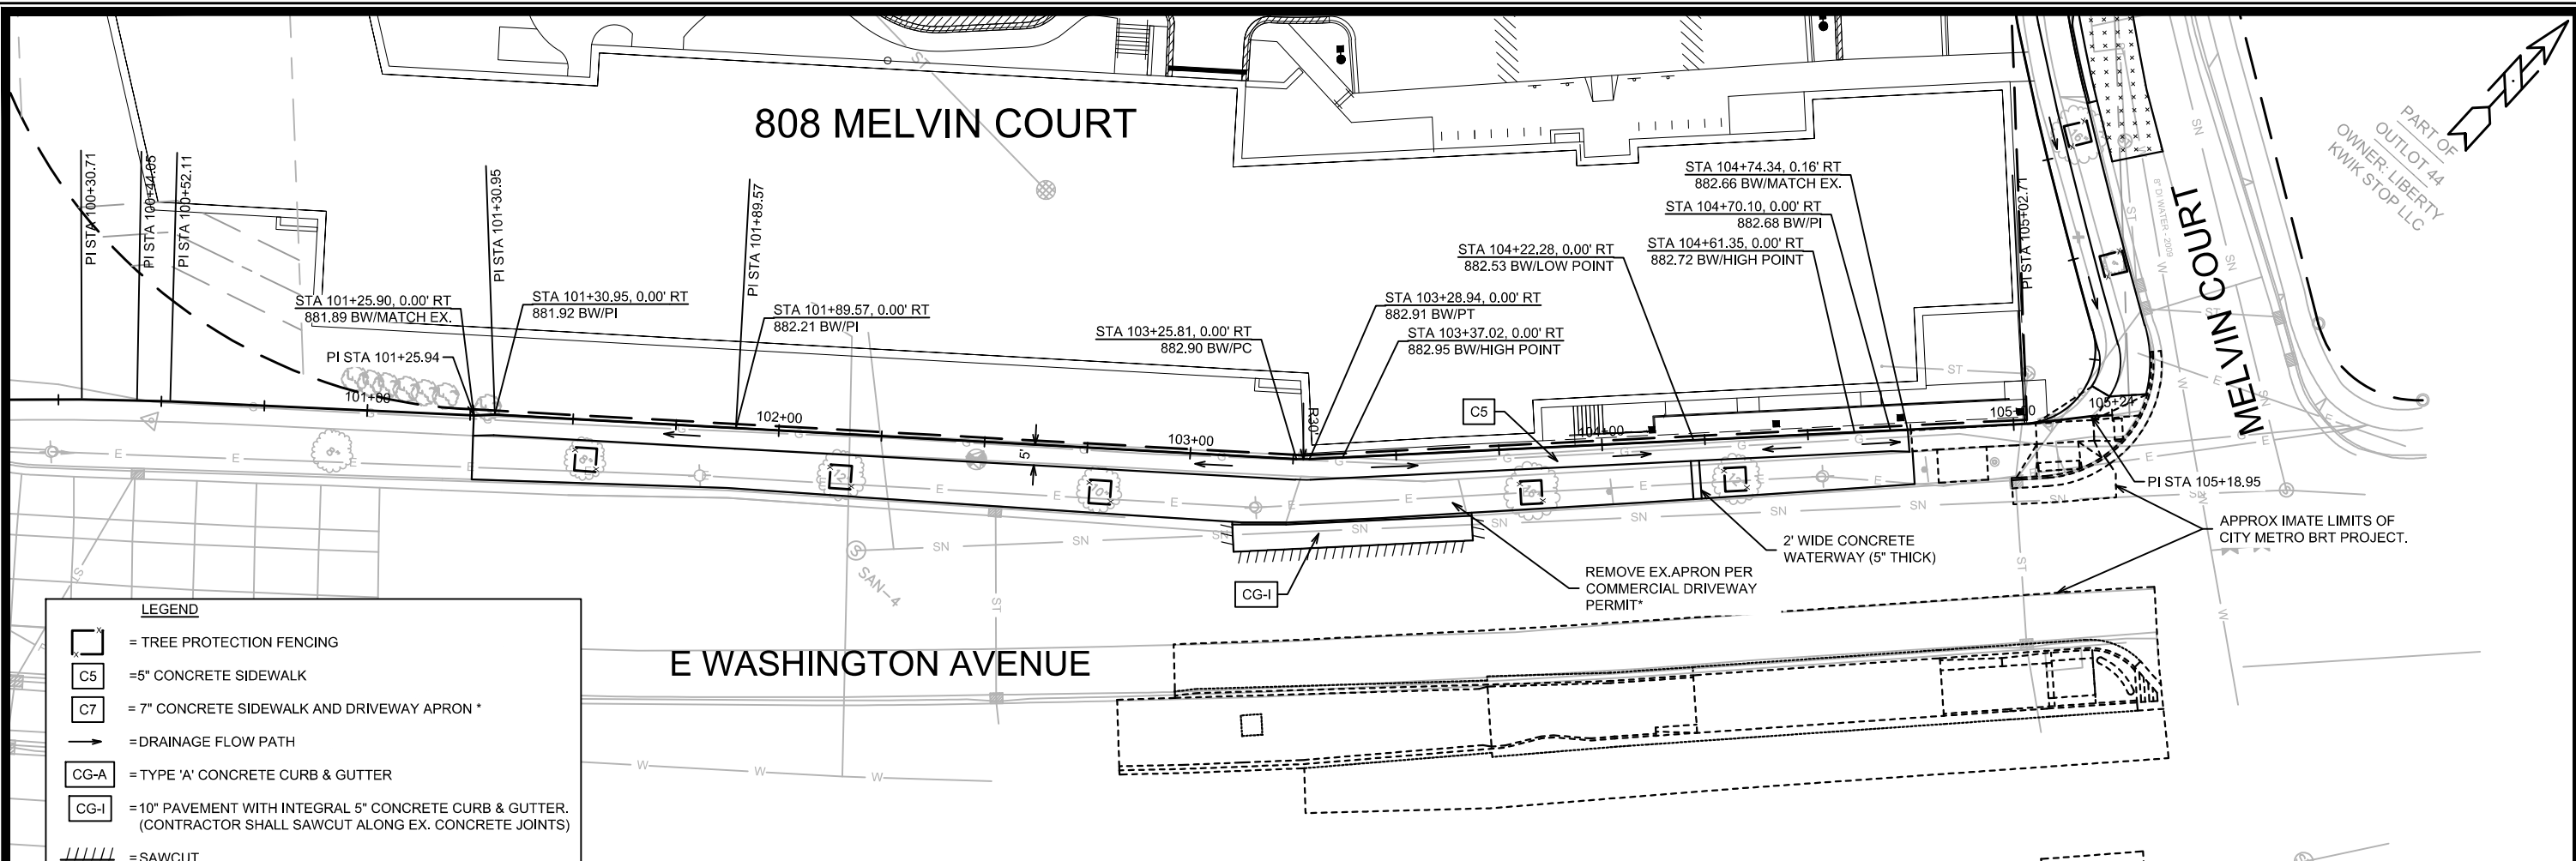 808 MELVIN COURT
PART OF
OUTLOT 44
OWNER: LIBERTY
KWIK STOP LLC
MELVIN COURT
8" DI WATER - 2009
PI STA 100+30.71
PI STA 100+44.05
PI STA 100+52.11
PI STA 101+30.95
PI STA 101+89.57
PI STA 105+02.71
STA 101+25.90, 0.00' RT
881.89 BW/MATCH EX.
PI STA 101+25.94
STA 101+30.95, 0.00' RT
881.92 BW/PI
STA 101+89.57, 0.00' RT
882.21 BW/PI
STA 103+25.81, 0.00' RT
882.90 BW/PC
STA 103+28.94, 0.00' RT
882.91 BW/PT
STA 103+37.02, 0.00' RT
882.95 BW/HIGH POINT
STA 104+22.28, 0.00' RT
882.53 BW/LOW POINT
STA 104+74.34, 0.16' RT
882.66 BW/MATCH EX.
STA 104+70.10, 0.00' RT
882.68 BW/PI
STA 104+61.35, 0.00' RT
882.72 BW/HIGH POINT
101+00
102+00
103+00
104+00
105+00
105+24
5'
R30'
C5
CG-I
SAN-4
PI STA 105+18.95
APPROX IMATE LIMITS OF
CITY METRO BRT PROJECT.
2' WIDE CONCRETE
WATERWAY (5" THICK)
REMOVE EX.APRON PER
COMMERCIAL DRIVEWAY
PERMIT*
E WASHINGTON AVENUE
LEGEND
= TREE PROTECTION FENCING
C5 =5" CONCRETE SIDEWALK
C7 = 7" CONCRETE SIDEWALK AND DRIVEWAY APRON *
=DRAINAGE FLOW PATH
CG-A = TYPE 'A' CONCRETE CURB & GUTTER
CG-I =10" PAVEMENT WITH INTEGRAL 5" CONCRETE CURB & GUTTER.
(CONTRACTOR SHALL SAWCUT ALONG EX. CONCRETE JOINTS)
=SAWCUT